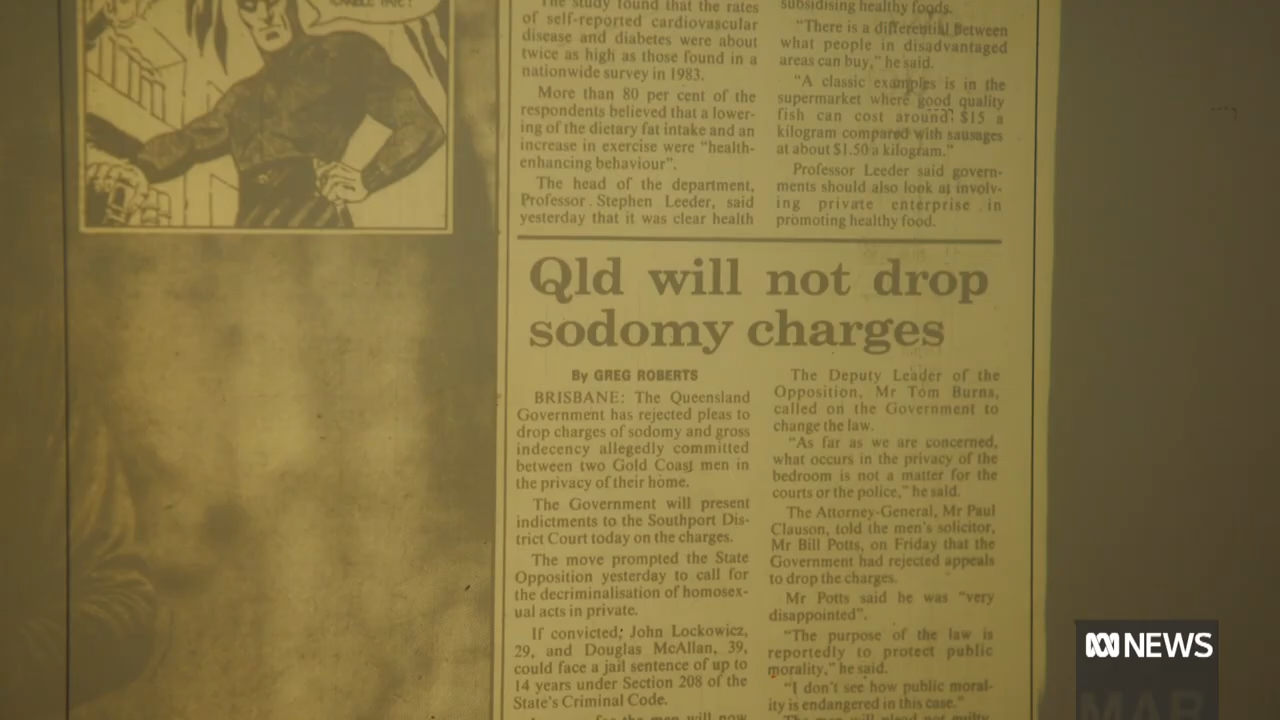 The study found that the rates
of self-reported cardiovascular
disease and diabetes were about
twice as high as those found in a
nationwide survey in 1983.
More than 80 per cent of the
respondents believed that a lower-
ing of the dietary fat intake and an
increase in exercise were “health-
enhancing behaviour”.
The head of the department,
Professor Stephen Leeder, said
yesterday that it was clear health
subsidising healthy foods.
“There is a differential between
what people in disadvantaged
areas can buy,” he said.
“A classic examples is in the
supermarket where good quality
fish can cost around $15 a
kilogram compared with sausages
at about $1.50 a kilogram.”
Professor Leeder said govern-
ments should also look at involv-
ing private enterprise in
promoting healthy food.
Qld will not drop
sodomy charges
By GREG ROBERTS
BRISBANE: The Queensland
Government has rejected pleas to
drop charges of sodomy and gross
indecency allegedly committed
between two Gold Coast men in
the privacy of their home.
The Government will present
indictments to the Southport Dis-
trict Court today on the charges.
The move prompted the State
Opposition yesterday to call for
the decriminalisation of homosex-
ual acts in private.
If convicted, John Lockowicz,
29, and Douglas McAllan, 39,
could face a jail sentence of up to
14 years under Section 208 of the
State's Criminal Code.
for the men will now
The Deputy Leader of the
Opposition, Mr Tom Burns,
called on the Government to
change the law.
“As far as we are concerned,
what occurs in the privacy of the
bedroom is not a matter for the
courts or the police,” he said.
The Attorney-General, Mr Paul
Clauson, told the men's solicitor,
Mr Bill Potts, on Friday that the
Government had rejected appeals
to drop the charges.
Mr Potts said he was “very
disappointed”.
“The purpose of the law is
reportedly to protect public
morality,” he said.
“I don't see how public moral-
ity is endangered in this case.”
The men will plead not guilty
NEWS
MAR